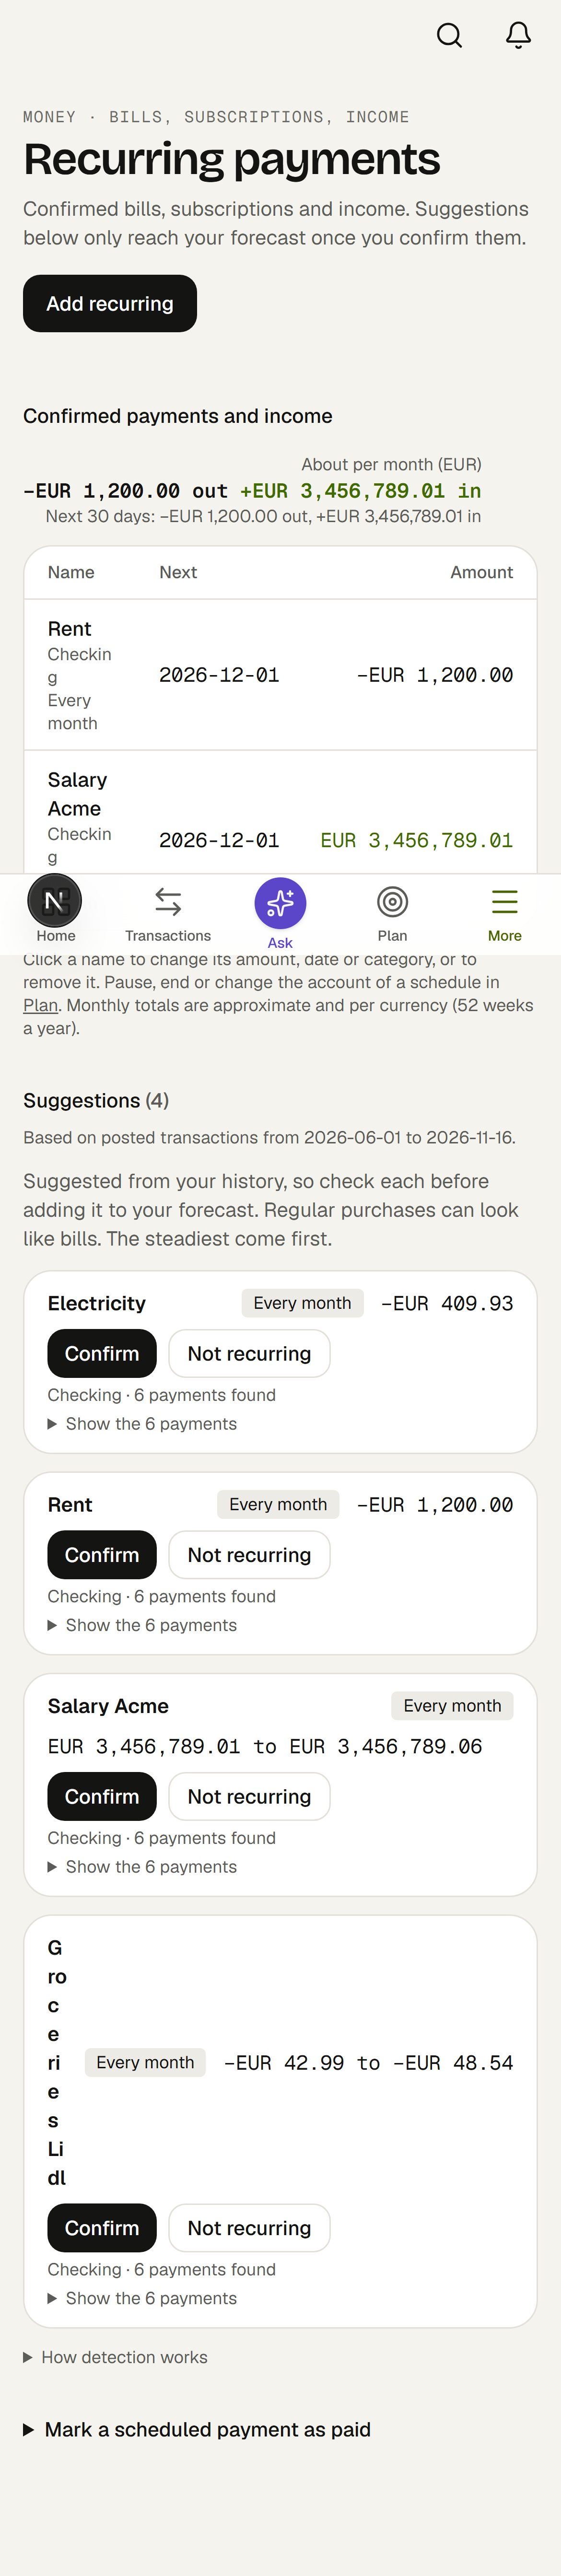 MONEY · BILLS, SUBSCRIPTIONS, INCOME
Recurring payments
Confirmed bills, subscriptions and income. Suggestions
below only reach your forecast once you confirm them.
Add recurring
Confirmed payments and income
About per month (EUR)
−EUR 1,200.00 out +EUR 3,456,789.01 in
Next 30 days: −EUR 1,200.00 out, +EUR 3,456,789.01 in
Name Next Amount
Rent
Checkin
g
Every
month
2026-12-01 −EUR 1,200.00
Salary
Acme
Checkin
g
2026-12-01 EUR 3,456,789.01
N
Home Transactions Ask Plan More
Click a name to change its amount, date or category, or to
remove it. Pause, end or change the account of a schedule in
Plan. Monthly totals are approximate and per currency (52 weeks
a year).
Suggestions (4)
Based on posted transactions from 2026-06-01 to 2026-11-16.
Suggested from your history, so check each before
adding it to your forecast. Regular purchases can look
like bills. The steadiest come first.
Electricity Every month −EUR 409.93
Confirm Not recurring
Checking · 6 payments found
Show the 6 payments
Rent Every month −EUR 1,200.00
Confirm Not recurring
Checking · 6 payments found
Show the 6 payments
Salary Acme Every month
EUR 3,456,789.01 to EUR 3,456,789.06
Confirm Not recurring
Checking · 6 payments found
Show the 6 payments
G
ro
c
e
ri
e
s
Li
dl
Every month −EUR 42.99 to −EUR 48.54
Confirm Not recurring
Checking · 6 payments found
Show the 6 payments
How detection works
Mark a scheduled payment as paid